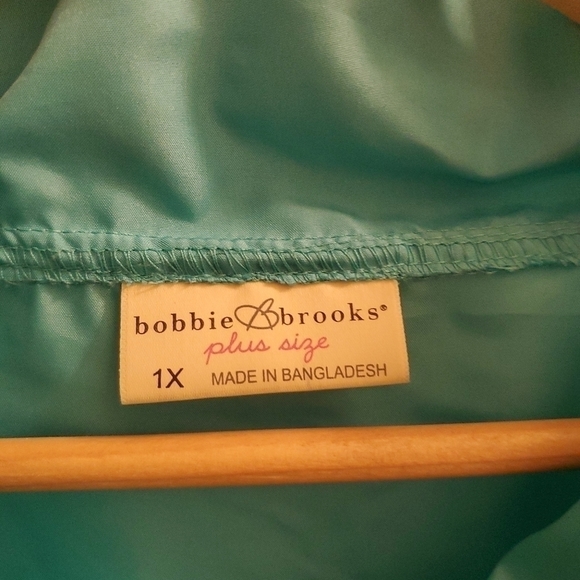 bobbie B brooks®
plus size
1X MADE IN BANGLADESH